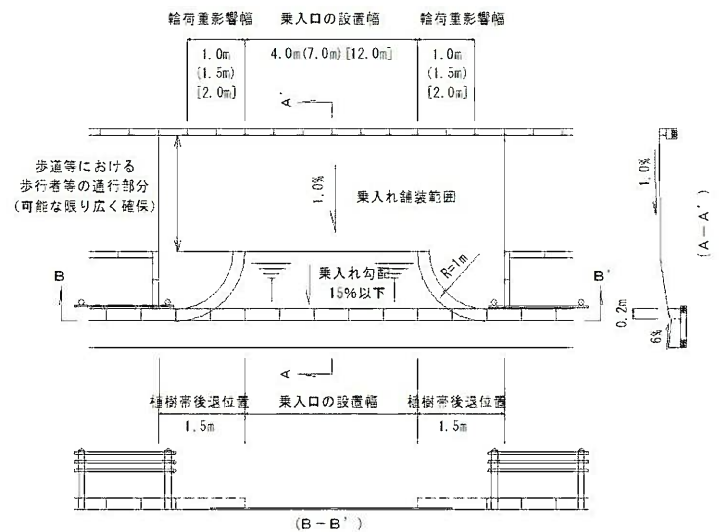 輪荷重影響幅 乗入口の設置幅 輪荷重影響幅
1.0m 4.0m(7.0m)[12.0m] 1.0m
(1.5m) (1.5m)
[2.0m] [2.0m]
A'
歩道等における
歩行者等の通行部分
(可能な限り広く確保)
1.0%
乗入れ舗装範囲
1.0%
(A-A')
B
乗入れ勾配
15%以下
R=1m
B'
0.2m
6%
A
植樹帯後退位置 乗入口の設置幅 植樹帯後退位置
1.5m 1.5m
(B-B')